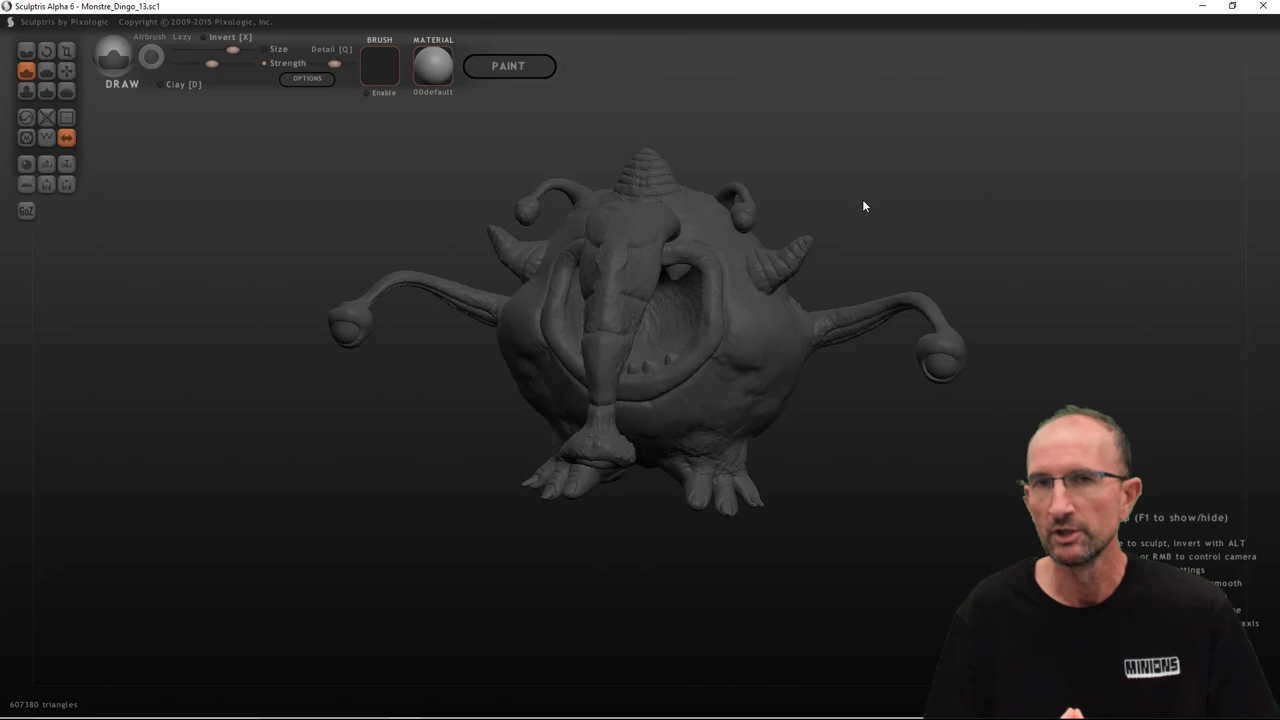 Sculptris Alpha 6 - Monstre_Dingo_13.sc1
Sculptris by Pixologic Copyright © 2009-2015 Pixologic, Inc.
Airbrush Lazy Invert [X]
Size Detail [Q]
Strength
OPTIONS
DRAW Clay [D]
BRUSH
Enable
MATERIAL
00default
PAINT
GoZ
(F1 to show/hide)
to sculpt, invert with ALT
or RMB to control camera
axis
MINIONS
607380 triangles